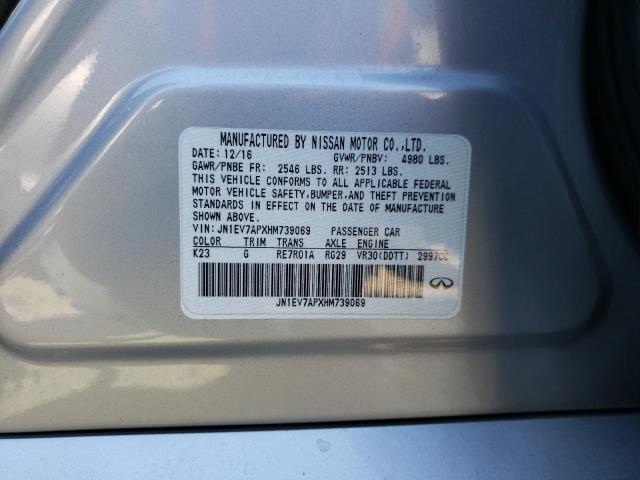 MANUFACTURED BY NISSAN MOTOR CO.,LTD.
DATE: 12/16 GVWR/PNBV: 4980 LBS.
GAWR/PNBE FR: 2546 LBS. RR: 2513 LBS.
THIS VEHICLE CONFORMS TO ALL APPLICABLE FEDERAL
MOTOR VEHICLE SAFETY,BUMPER,AND THEFT PREVENTION
STANDARDS IN EFFECT ON THE DATE OF MANUFACTURE
SHOWN ABOVE.
VIN: JN1EV7APXHM739069 PASSENGER CAR
COLOR TRIM TRANS AXLE ENGINE
K23 G RE7R01A RG29 VR30(DDTT) 2997CC
JN1EV7APXHM739069